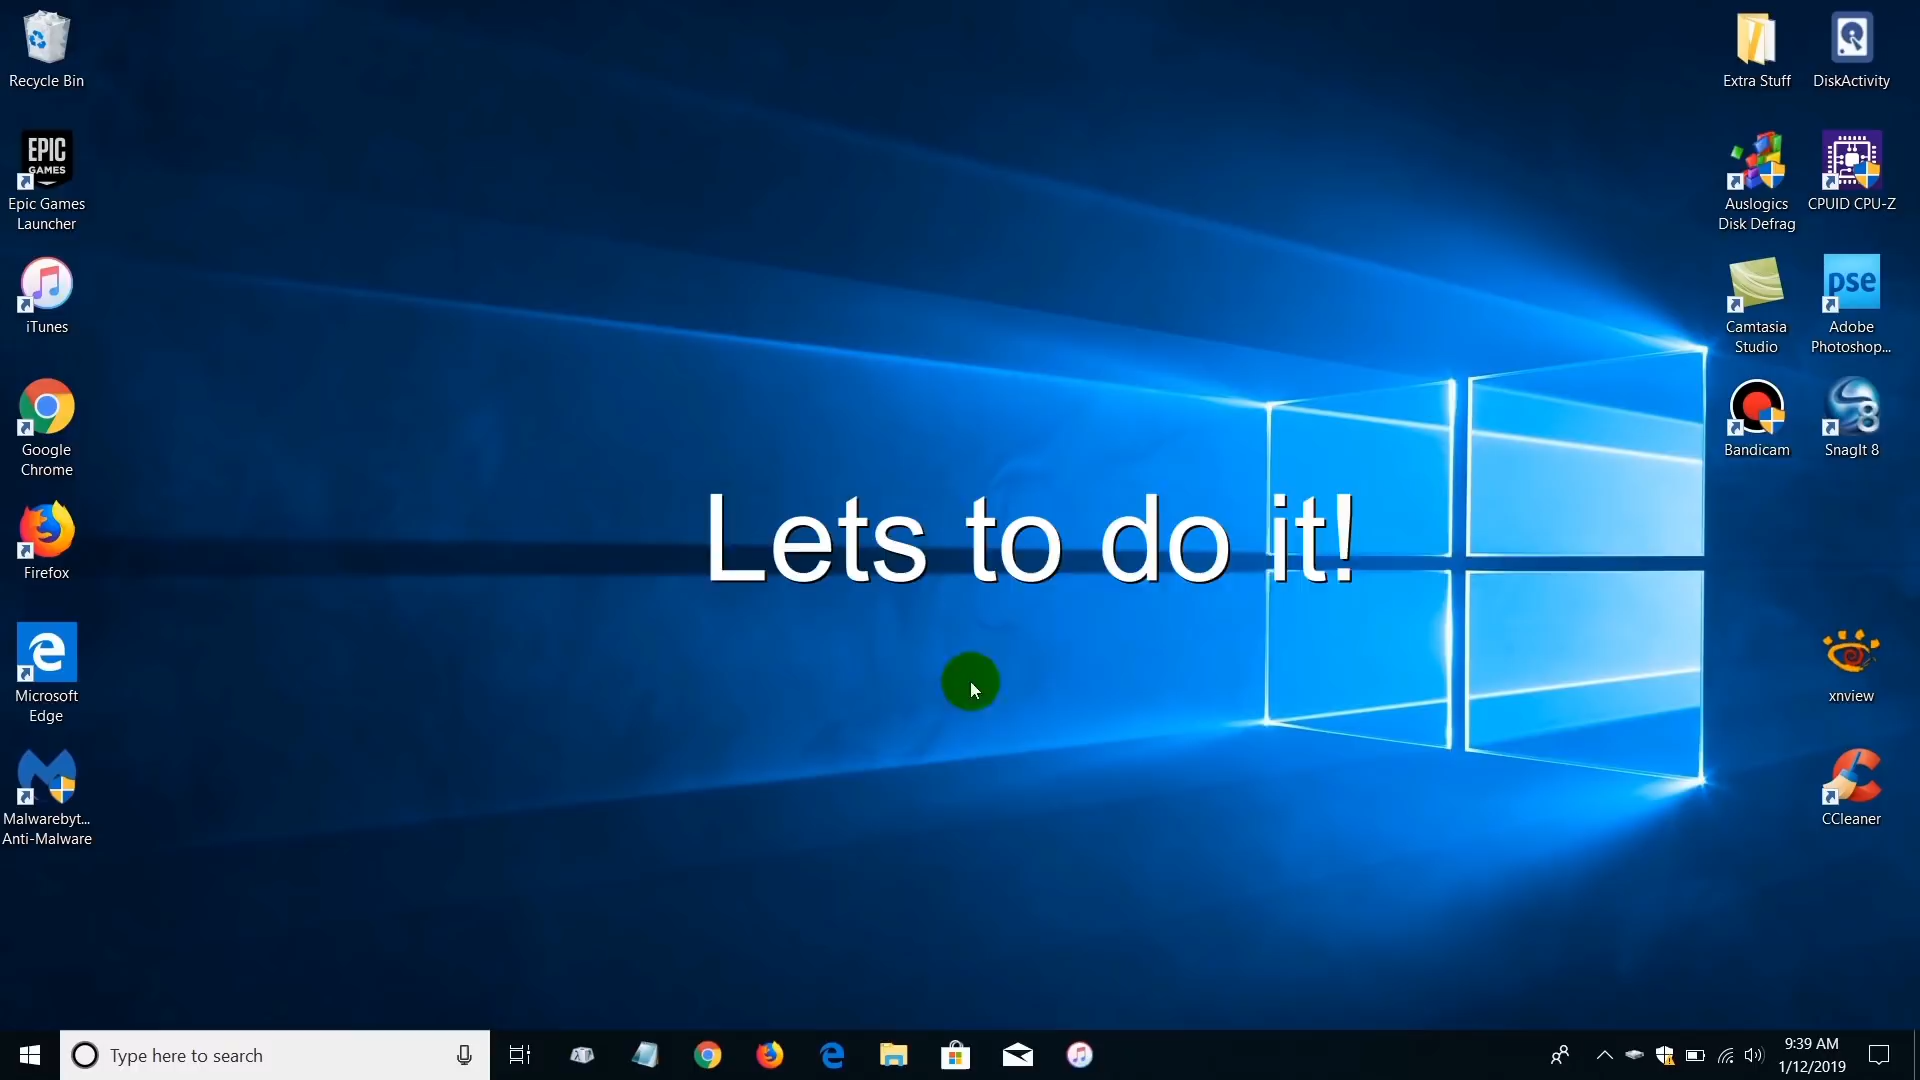 Recycle Bin
EPIC
GAMES
Epic Games
Launcher
iTunes
Google
Chrome
Firefox
Microsoft
Edge
Malwarebyt...
Anti-Malware
Lets to do it!
Extra Stuff
DiskActivity
Auslogics
Disk Defrag
CPUID CPU-Z
Camtasia
Studio
pse
Adobe
Photoshop...
Bandicam
8
SnagIt 8
xnview
CCleaner
Type here to search
9:39 AM
1/12/2019